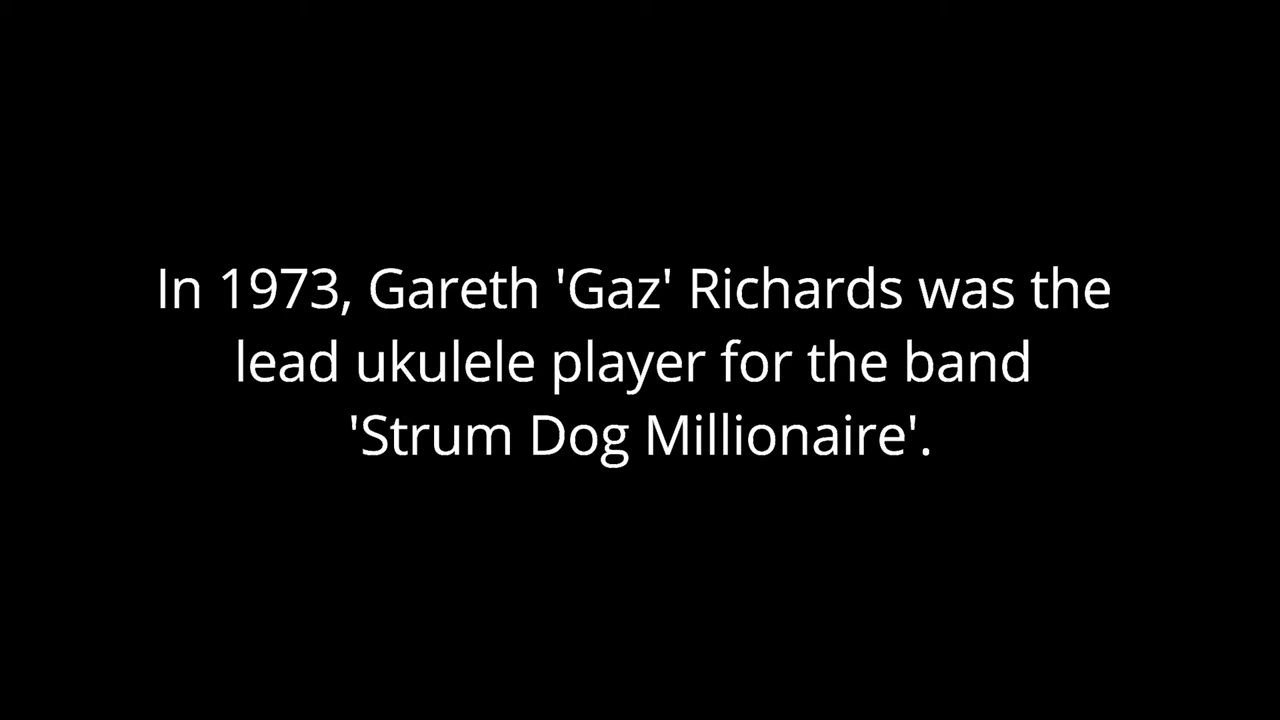 In 1973, Gareth 'Gaz' Richards was the
lead ukulele player for the band
'Strum Dog Millionaire'.